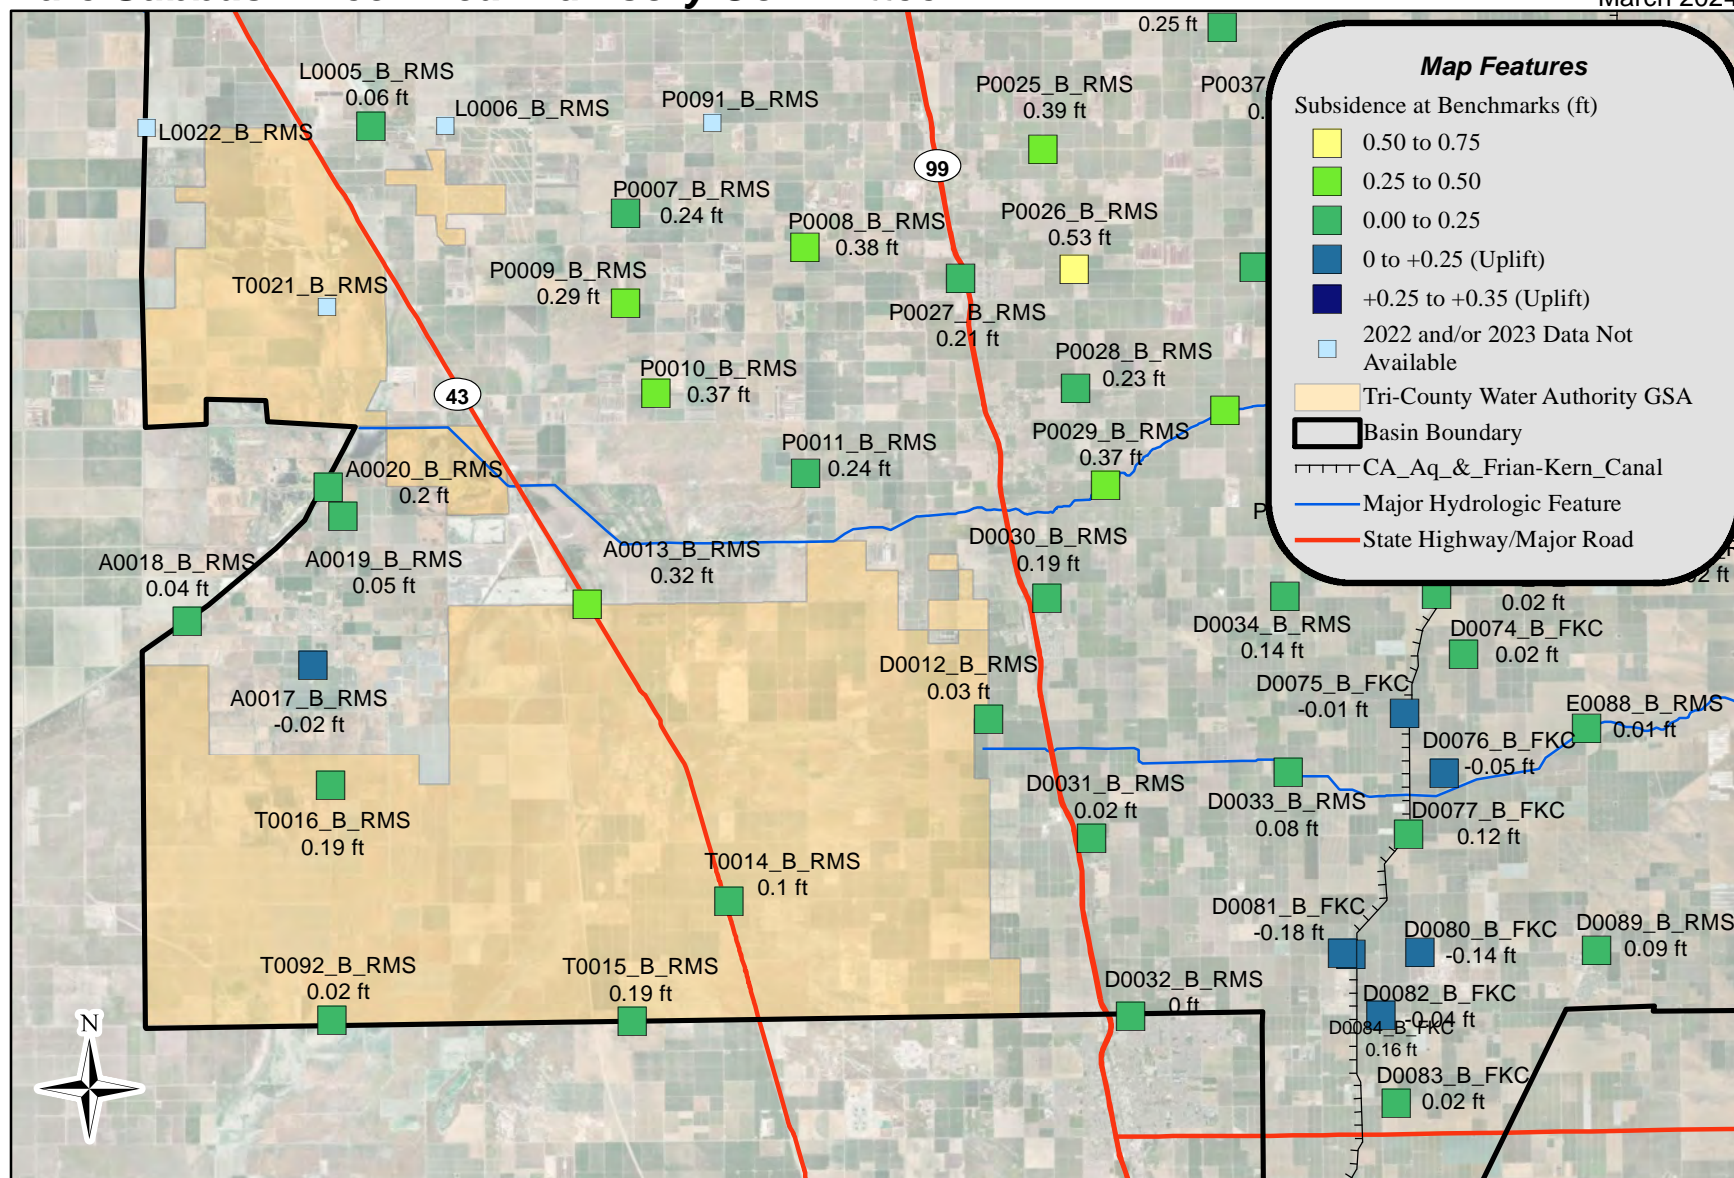 March 2024
0.25 ft
L0005_B_RMS
0.06 ft
L0006_B_RMS
P0091_B_RMS
L0022_B_RMS
P0025_B_RMS
0.39 ft
P0037
99
P0007_B_RMS
0.24 ft
P0008_B_RMS
0.38 ft
P0026_B_RMS
0.53 ft
P0009_B_RMS
0.29 ft
T0021_B_RMS
P0027_B_RMS
0.21 ft
P0010_B_RMS
0.37 ft
43
P0028_B_RMS
0.23 ft
P0011_B_RMS
0.24 ft
P0029_B_RMS
0.37 ft
A0020_B_RMS
0.2 ft
A0019_B_RMS
0.05 ft
A0018_B_RMS
0.04 ft
A0013_B_RMS
0.32 ft
D0030_B_RMS
0.19 ft
D0034_B_RMS
0.14 ft
0.02 ft
D0074_B_FKC
0.02 ft
A0017_B_RMS
-0.02 ft
D0012_B_RMS
0.03 ft
D0075_B_FKC
-0.01 ft
E0088_B_RMS
0.01 ft
D0076_B_FKC
-0.05 ft
T0016_B_RMS
0.19 ft
D0031_B_RMS
0.02 ft
D0033_B_RMS
0.08 ft
D0077_B_FKC
0.12 ft
T0014_B_RMS
0.1 ft
D0081_B_FKC
-0.18 ft
D0080_B_FKC
-0.14 ft
D0089_B_RMS
0.09 ft
T0092_B_RMS
0.02 ft
T0015_B_RMS
0.19 ft
D0032_B_RMS
0 ft
D0082_B_FKC
-0.04 ft
D0084_B_FKC
0.16 ft
D0083_B_FKC
0.02 ft
N
Map Features
Subsidence at Benchmarks (ft)
0.50 to 0.75
0.25 to 0.50
0.00 to 0.25
0 to +0.25 (Uplift)
+0.25 to +0.35 (Uplift)
2022 and/or 2023 Data Not
Available
Tri-County Water Authority GSA
Basin Boundary
CA_Aq_&_Frian-Kern_Canal
Major Hydrologic Feature
State Highway/Major Road